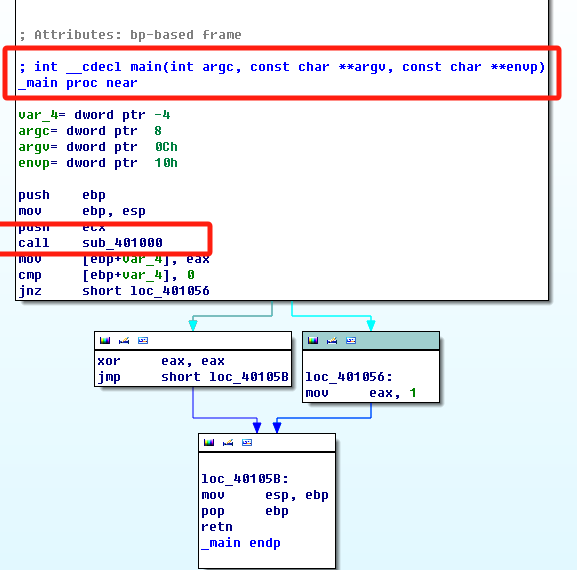 ; Attributes: bp-based frame
; int __cdecl main(int argc, const char **argv, const char **envp)
_main proc near
var_4= dword ptr -4
argc= dword ptr  8
argv= dword ptr  0Ch
envp= dword ptr  10h
push    ebp
mov     ebp, esp
push    ecx
call    sub_401000
mov     [ebp+var_4], eax
cmp     [ebp+var_4], 0
jnz     short loc_401056
xor     eax, eax
jmp     short loc_40105B
loc_401056:
mov     eax, 1
loc_40105B:
mov     esp, ebp
pop     ebp
retn
_main endp